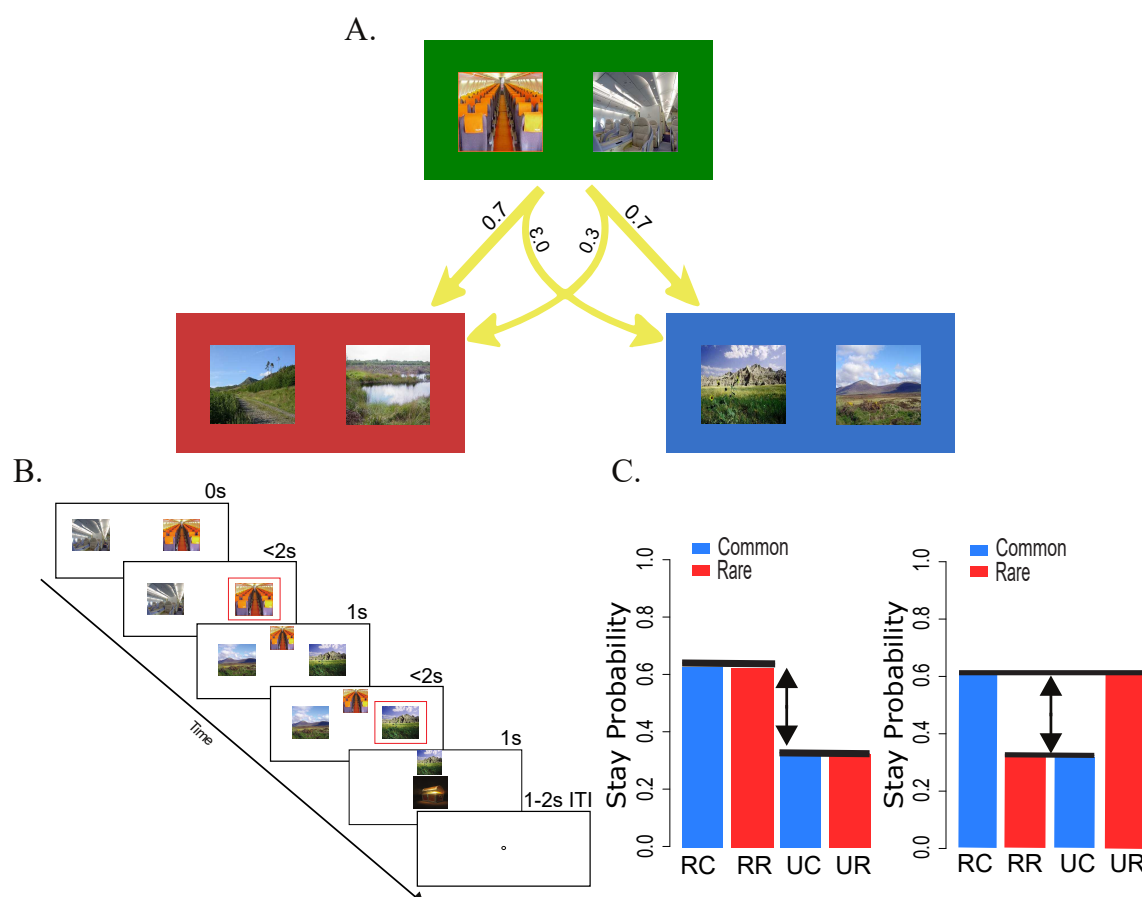 A.
0.7
0.3
0.3
0.7
B.
0s
<2s
1s
<2s
1s
1-2s ITI
Time
C.
Common
Rare
Stay Probability
0.0
0.2
0.4
0.6
0.8
1.0
RC RR UC UR
Common
Rare
Stay Probability
0.0
0.2
0.4
0.6
0.8
1.0
RC RR UC UR